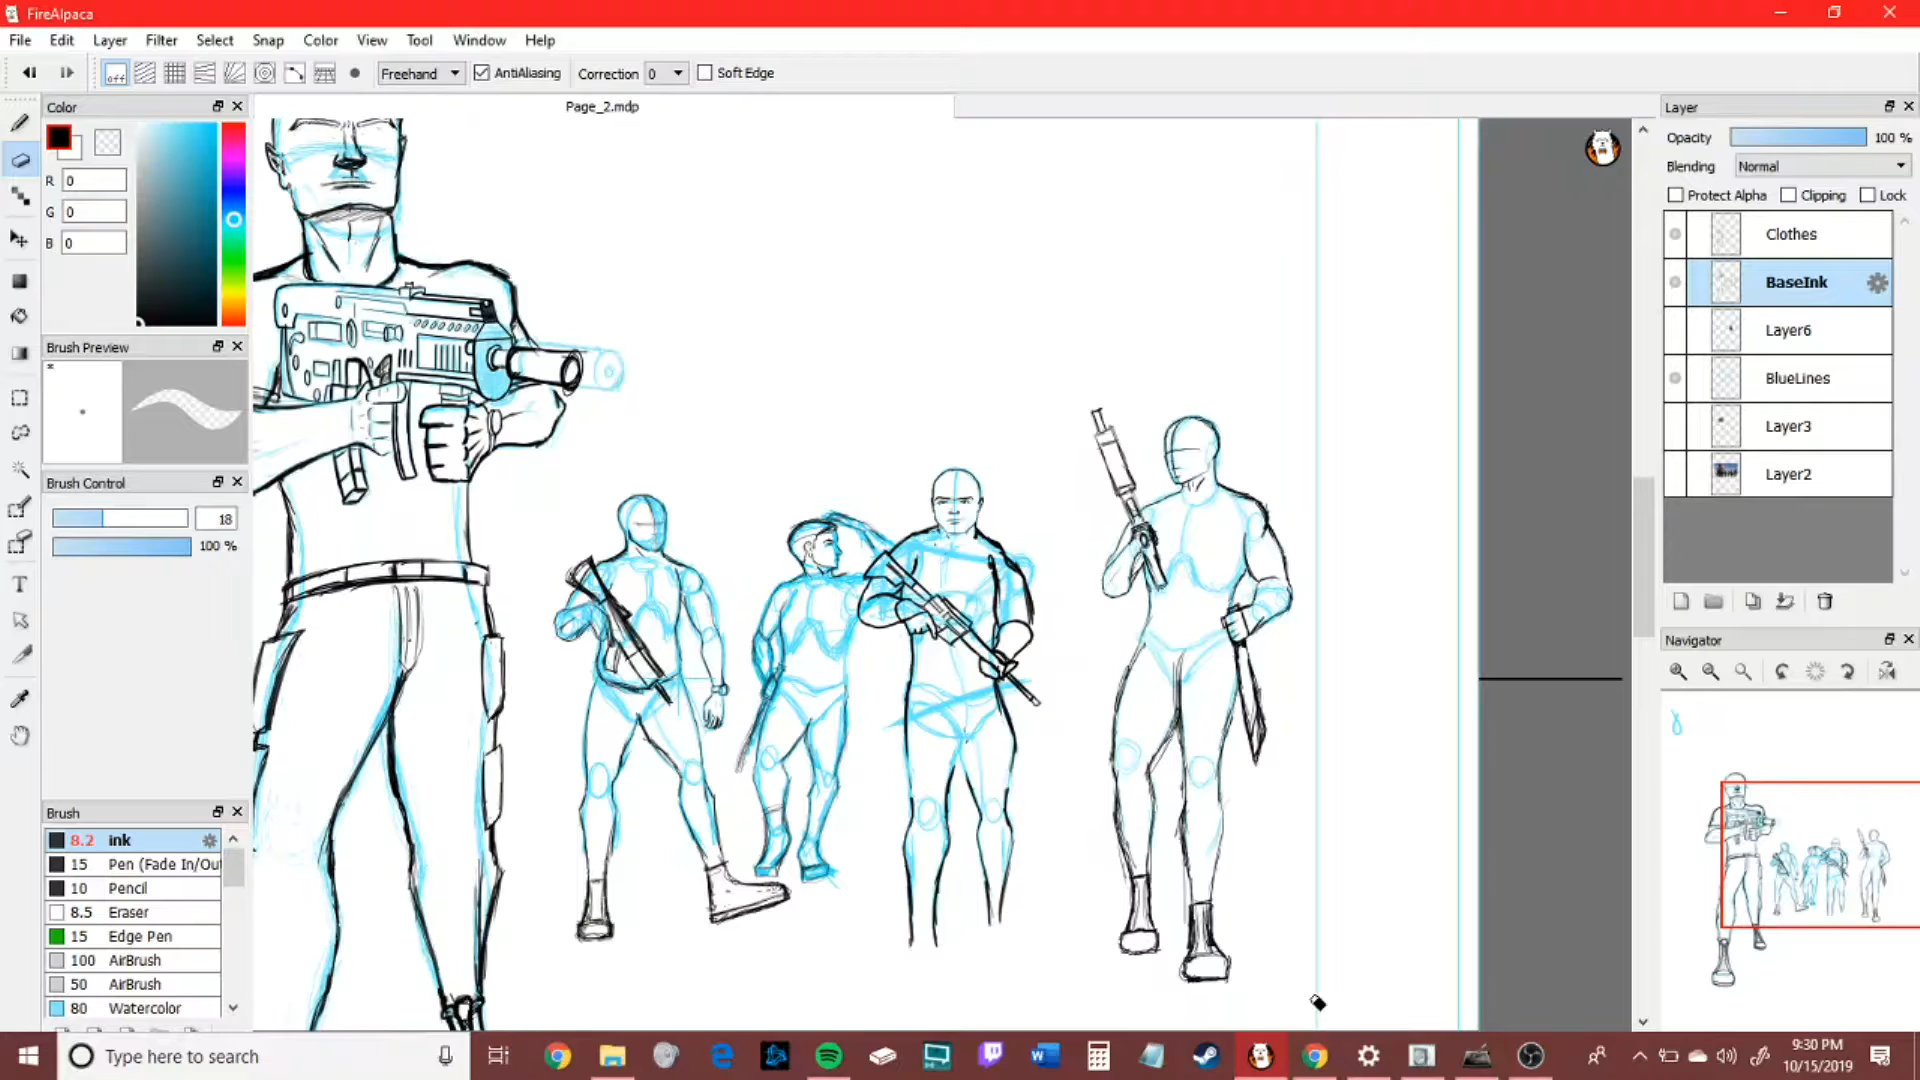 FireAlpaca
File Edit Layer Filter Select Snap Color View Tool Window Help
off Freehand AntiAliasing Correction 0 Soft Edge
Color
Page_2.mdp
Layer
R 0
G 0
B 0
Opacity 100 %
Blending Normal
Protect Alpha Clipping Lock
Clothes
BaseInk
Layer6
BlueLines
Layer3
Layer2
Brush Preview
*
Brush Control
18
100 %
Navigator
Brush
8.2 ink
15 Pen (Fade In/Out
10 Pencil
8.5 Eraser
15 Edge Pen
100 AirBrush
50 AirBrush
80 Watercolor
Type here to search
9:30 PM
10/15/2019